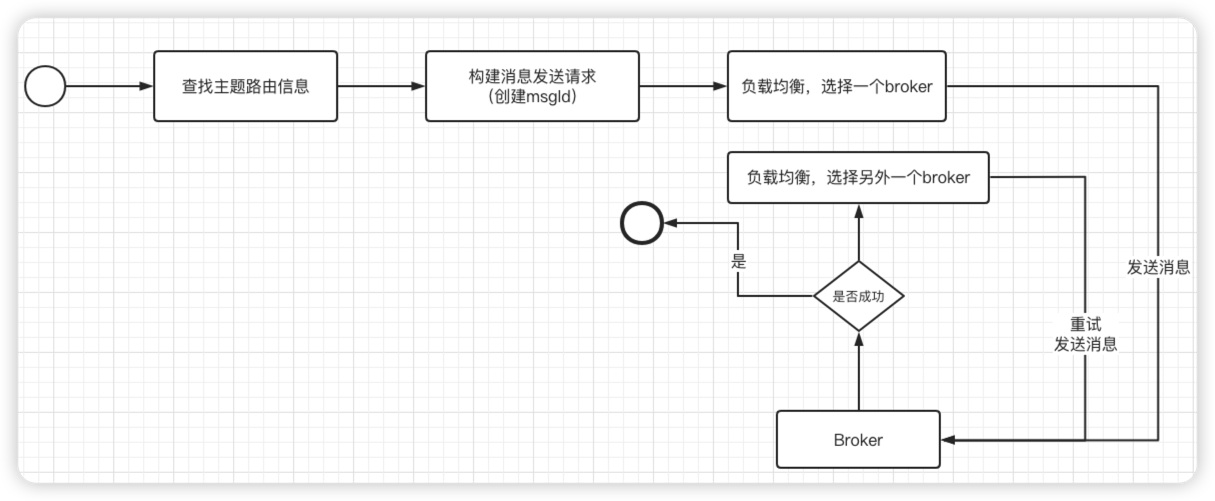 查找主题路由信息
构建消息发送请求
（创建msgId）
负载均衡，选择一个broker
负载均衡，选择另外一个broker
是
是否成功
发送消息
重试
发送消息
Broker